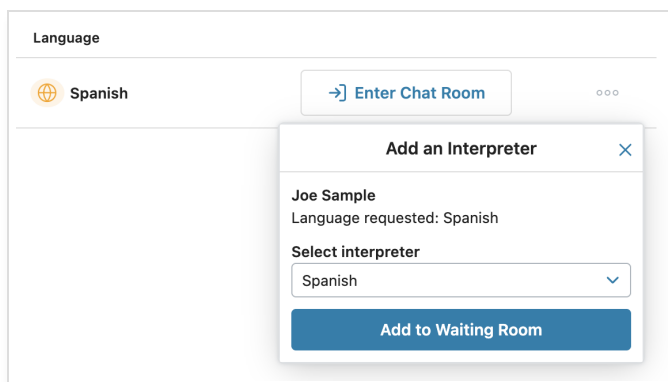 Language
Spanish
Enter Chat Room
Add an Interpreter
Joe Sample
Language requested: Spanish
Select interpreter
Spanish
Add to Waiting Room